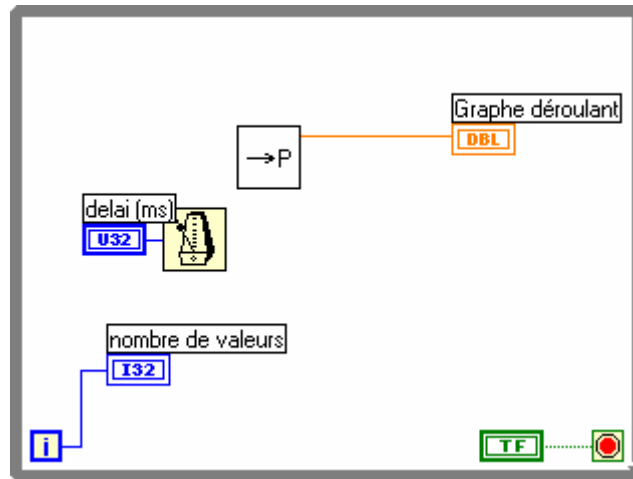 Graphe déroulant
DBL
→P
delai (ms)
U32
nombre de valeurs
I32
i
TF